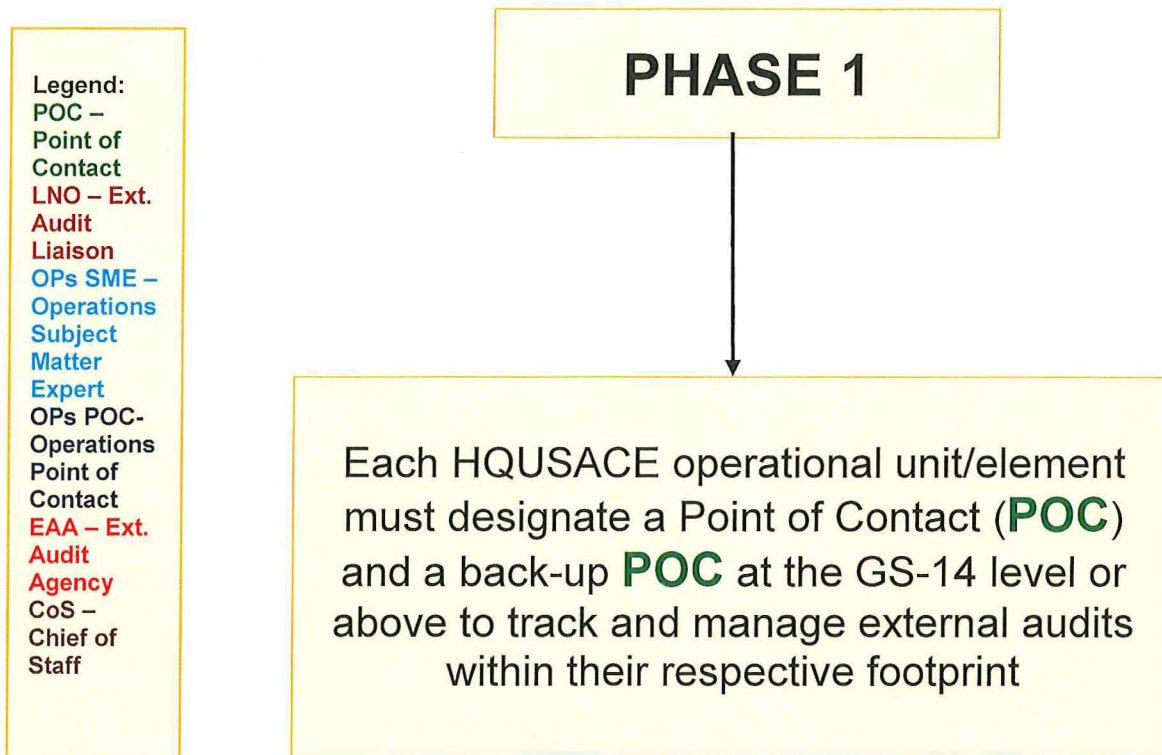 Legend:
POC –
Point of
Contact
LNO – Ext.
Audit
Liaison
OPs SME –
Operations
Subject
Matter
Expert
OPs POC-
Operations
Point of
Contact
EAA – Ext.
Audit
Agency
CoS –
Chief of
Staff
PHASE 1
Each HQUSACE operational unit/element
must designate a Point of Contact (POC)
and a back-up POC at the GS-14 level or
above to track and manage external audits
within their respective footprint